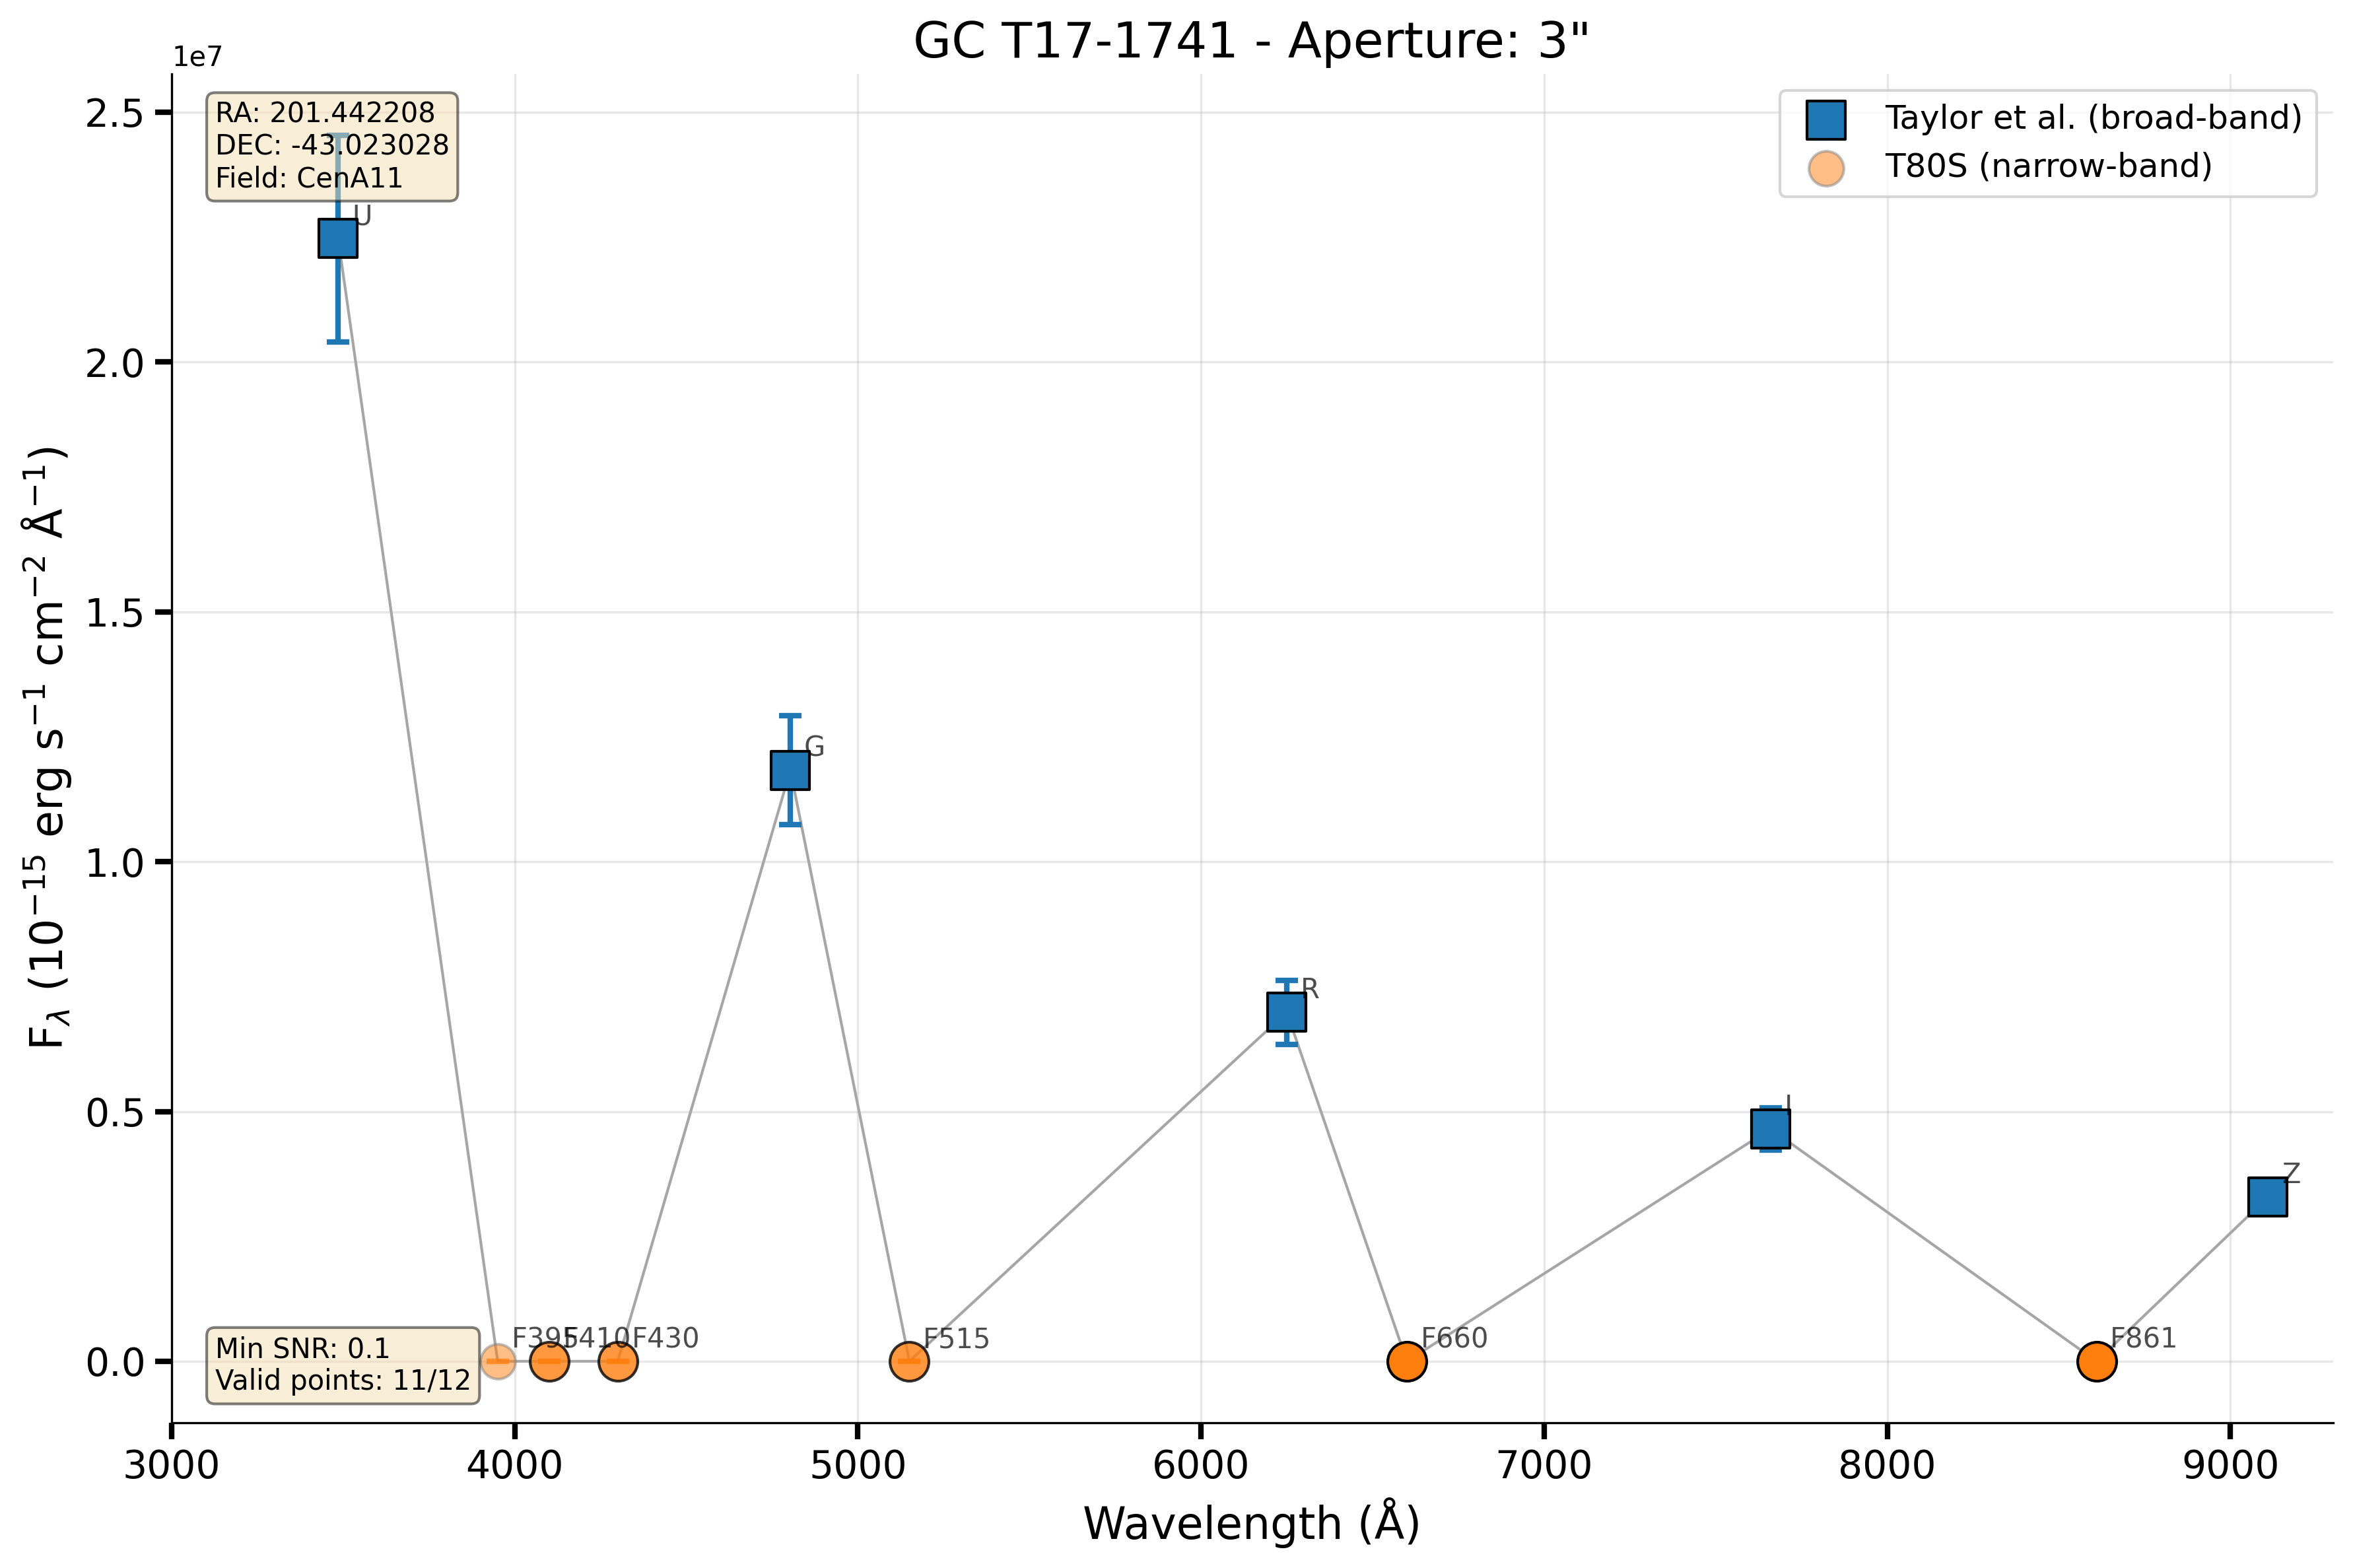 GC T17-1741 - Aperture: 3"
1e7
RA: 201.442208
DEC: -43.023028
Field: CenA11
Taylor et al. (broad-band)
T80S (narrow-band)
2.5
2.0
1.5
1.0
0.5
0.0
F_λ (10⁻¹⁵ erg s⁻¹ cm⁻² Å⁻¹)
U
G
R
I
Z
F395
F410
F430
F515
F660
F861
Min SNR: 0.1
Valid points: 11/12
3000 4000 5000 6000 7000 8000 9000
Wavelength (Å)